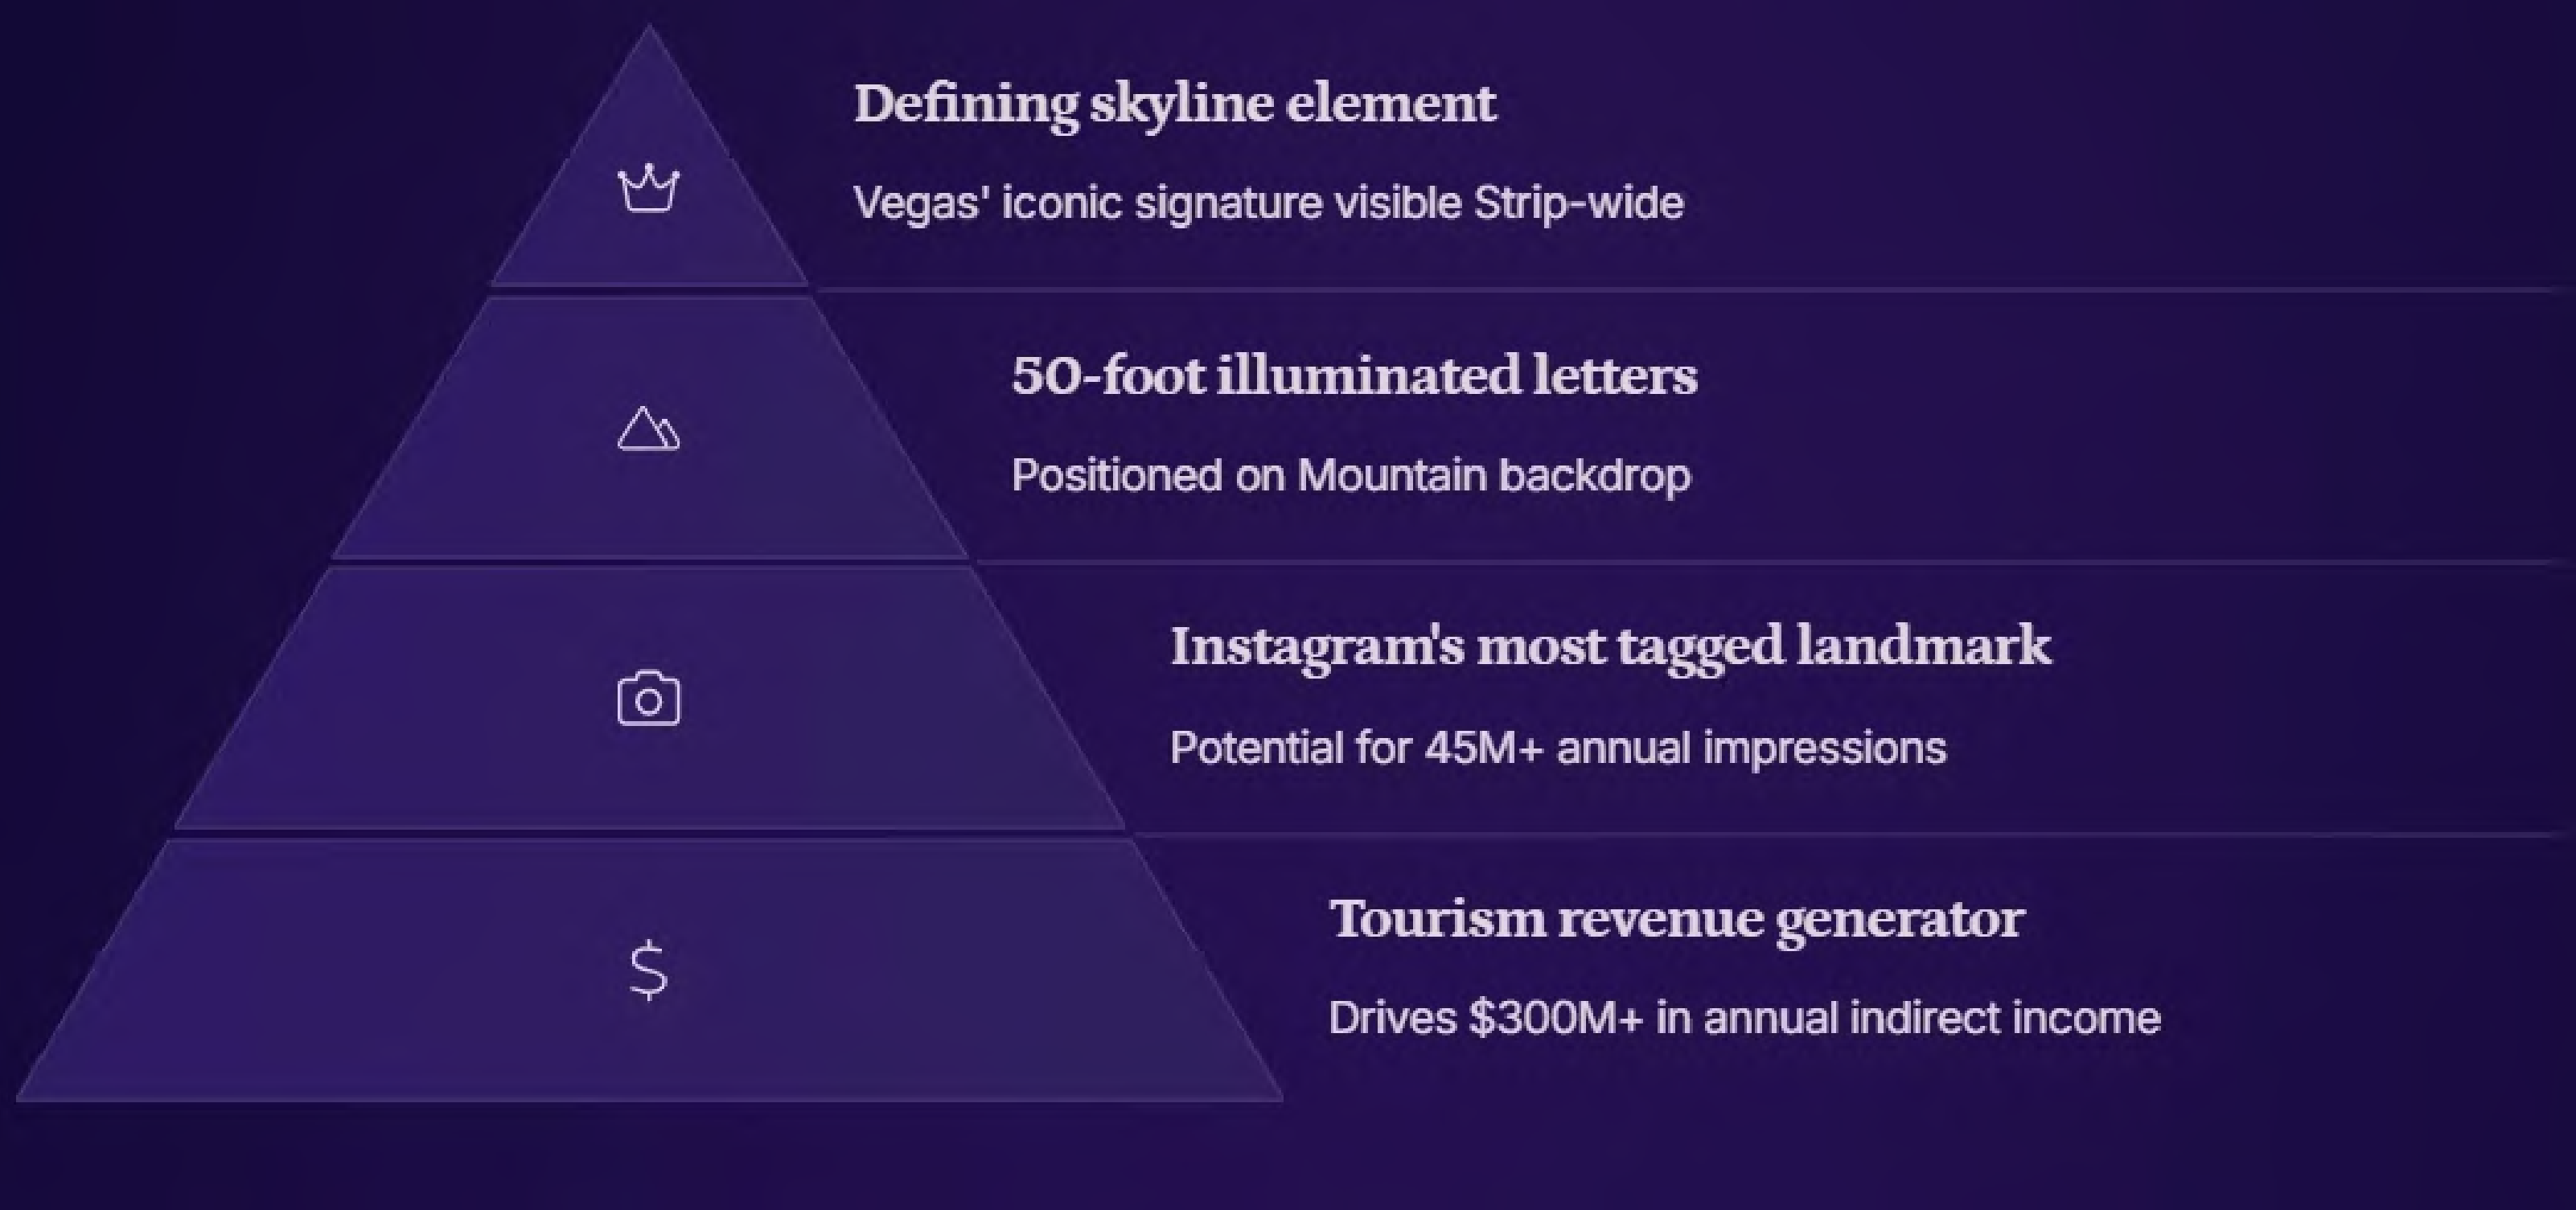 Defining skyline element
Vegas' iconic signature visible Strip-wide
50-foot illuminated letters
Positioned on Mountain backdrop
Instagram's most tagged landmark
Potential for 45M+ annual impressions
Tourism revenue generator
Drives $300M+ in annual indirect income